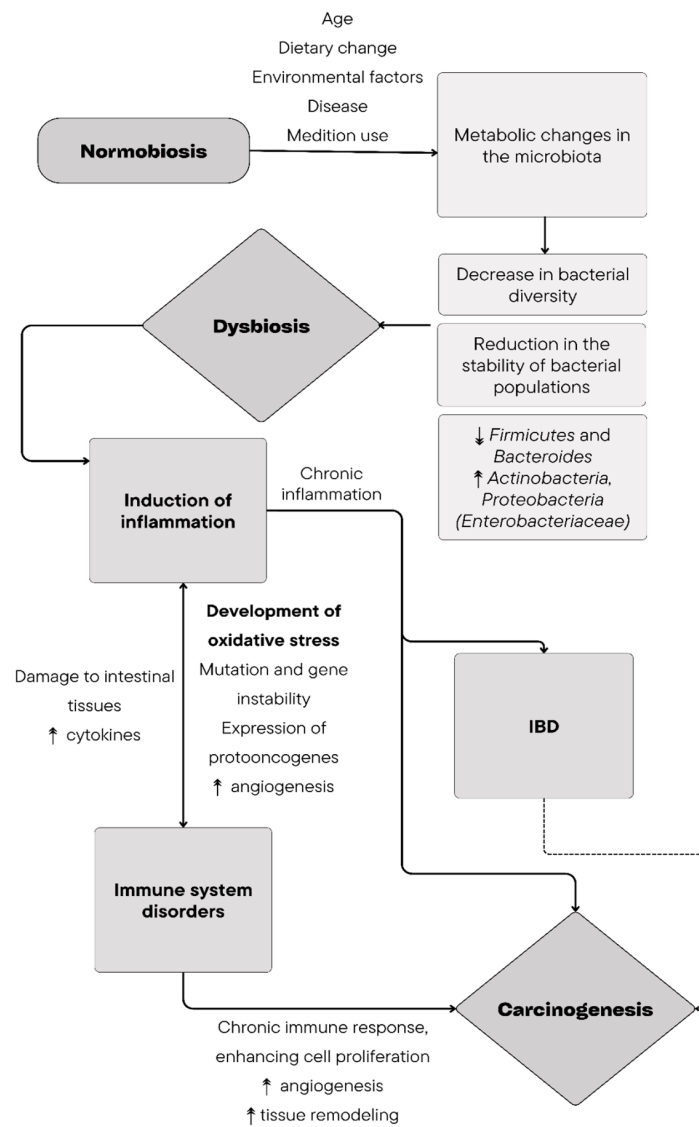 Age
Dietary change
Environmental factors
Disease
Medition use
Normobiosis
Metabolic changes in
the microbiota
Decrease in bacterial
diversity
Dysbiosis
Reduction in the
stability of bacterial
populations
↡ Firmicutes and
Bacteroides
↟ Actinobacteria,
Proteobacteria
(Enterobacteriaceae)
Induction of
inflammation
Chronic
inflammation
Damage to intestinal
tissues
↟ cytokines
Development of
oxidative stress
Mutation and gene
instability
Expression of
protooncogenes
↟ angiogenesis
IBD
Immune system
disorders
Carcinogenesis
Chronic immune response,
enhancing cell proliferation
↟ angiogenesis
↟ tissue remodeling